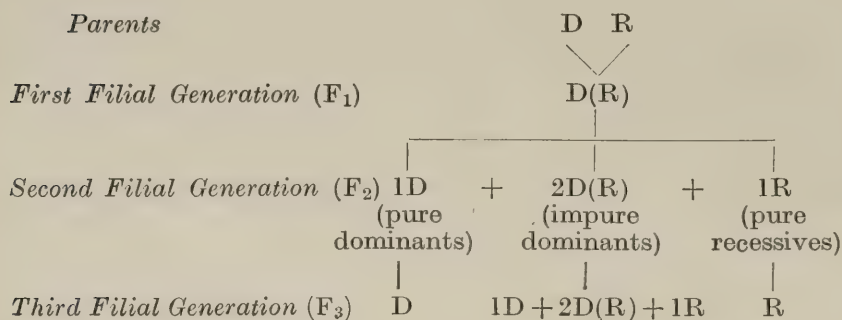 Parents D R
First Filial Generation (F₁) D(R)
Second Filial Generation (F₂) 1D + 2D(R) + 1R
(pure (impure (pure
dominants) dominants) recessives)
Third Filial Generation (F₃) D 1D+2D(R)+1R R